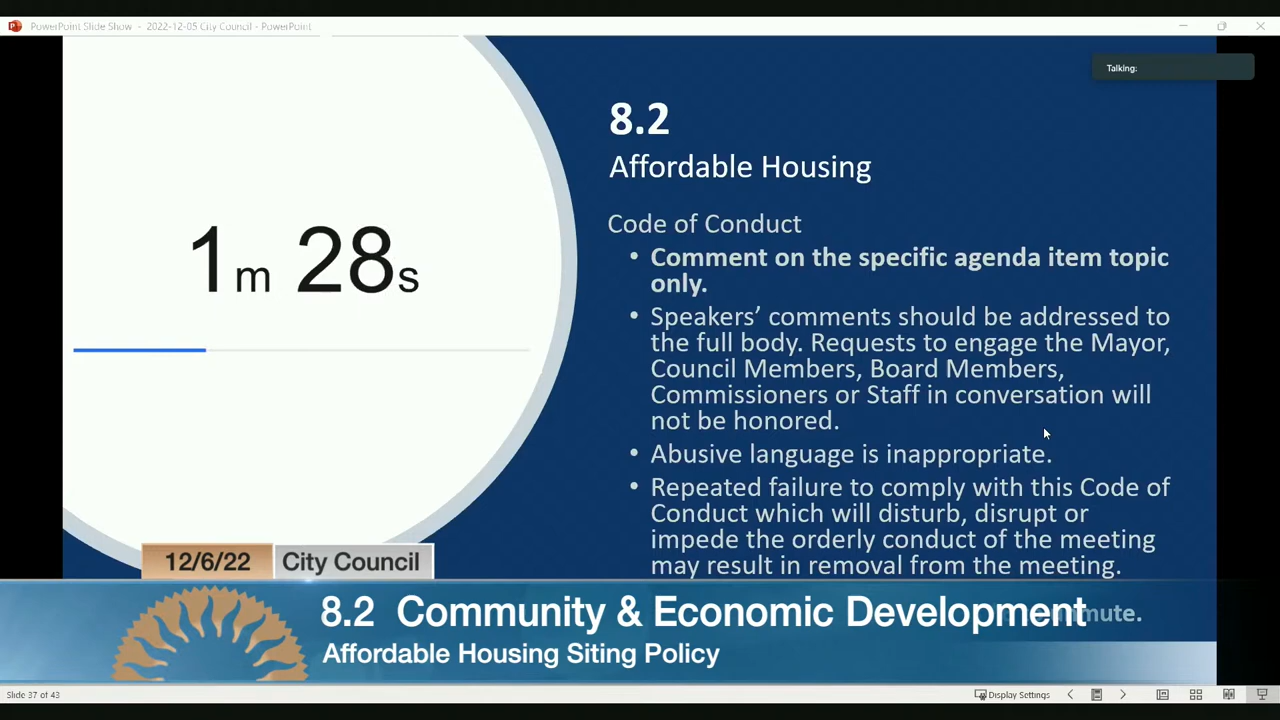 PowerPoint Slide Show - 2022-12-05 City Council - PowerPoint
Talking:
8.2
Affordable Housing
1m 28s
Code of Conduct
• Comment on the specific agenda item topic
only.
• Speakers’ comments should be addressed to
the full body. Requests to engage the Mayor,
Council Members, Board Members,
Commissioners or Staff in conversation will
not be honored.
• Abusive language is inappropriate.
• Repeated failure to comply with this Code of
Conduct which will disturb, disrupt or
impede the orderly conduct of the meeting
may result in removal from the meeting.
12/6/22 City Council
8.2 Community & Economic Development
Affordable Housing Siting Policy
Slide 37 of 43
Display Settings